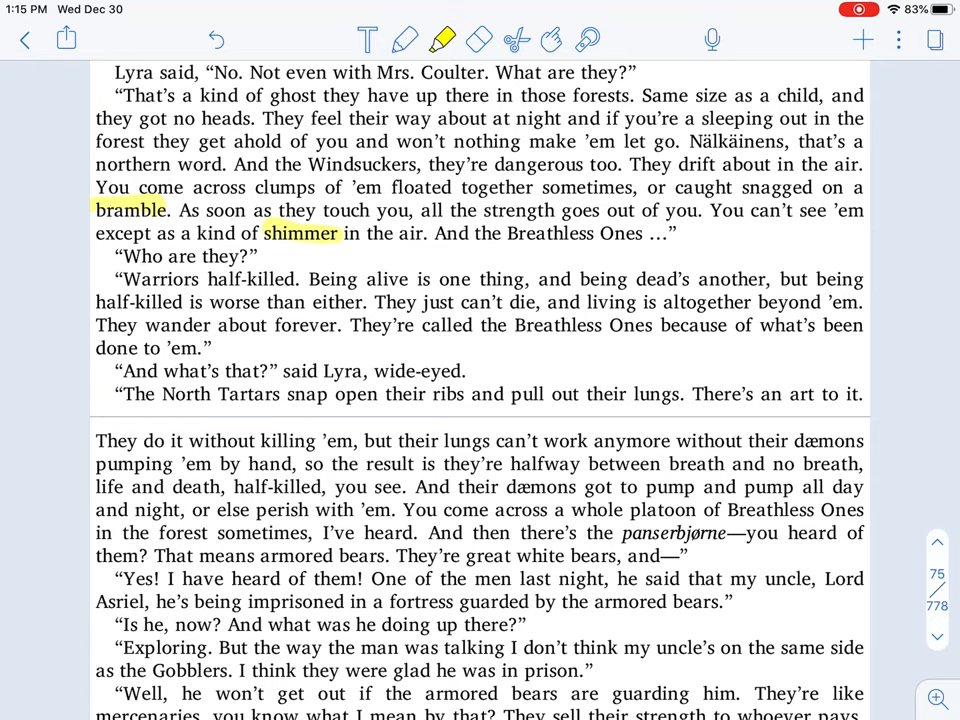 1:15 PM Wed Dec 30
83%
Lyra said, “No. Not even with Mrs. Coulter. What are they?”
“That’s a kind of ghost they have up there in those forests. Same size as a child, and
they got no heads. They feel their way about at night and if you’re a sleeping out in the
forest they get ahold of you and won’t nothing make ’em let go. Nälkäinens, that’s a
northern word. And the Windsuckers, they’re dangerous too. They drift about in the air.
You come across clumps of ’em floated together sometimes, or caught snagged on a
bramble. As soon as they touch you, all the strength goes out of you. You can’t see ’em
except as a kind of shimmer in the air. And the Breathless Ones …”
“Who are they?”
“Warriors half-killed. Being alive is one thing, and being dead’s another, but being
half-killed is worse than either. They just can’t die, and living is altogether beyond ’em.
They wander about forever. They’re called the Breathless Ones because of what’s been
done to ’em.”
“And what’s that?” said Lyra, wide-eyed.
“The North Tartars snap open their ribs and pull out their lungs. There’s an art to it.
They do it without killing ’em, but their lungs can’t work anymore without their dæmons
pumping ’em by hand, so the result is they’re halfway between breath and no breath,
life and death, half-killed, you see. And their dæmons got to pump and pump all day
and night, or else perish with ’em. You come across a whole platoon of Breathless Ones
in the forest sometimes, I’ve heard. And then there’s the panserbjørne—you heard of
them? That means armored bears. They’re great white bears, and—”
“Yes! I have heard of them! One of the men last night, he said that my uncle, Lord
Asriel, he’s being imprisoned in a fortress guarded by the armored bears.”
“Is he, now? And what was he doing up there?”
“Exploring. But the way the man was talking I don’t think my uncle’s on the same side
as the Gobblers. I think they were glad he was in prison.”
“Well, he won’t get out if the armored bears are guarding him. They’re like
mercenaries, you know what I mean by that? They sell their strength to whoever pays.
75
/
778